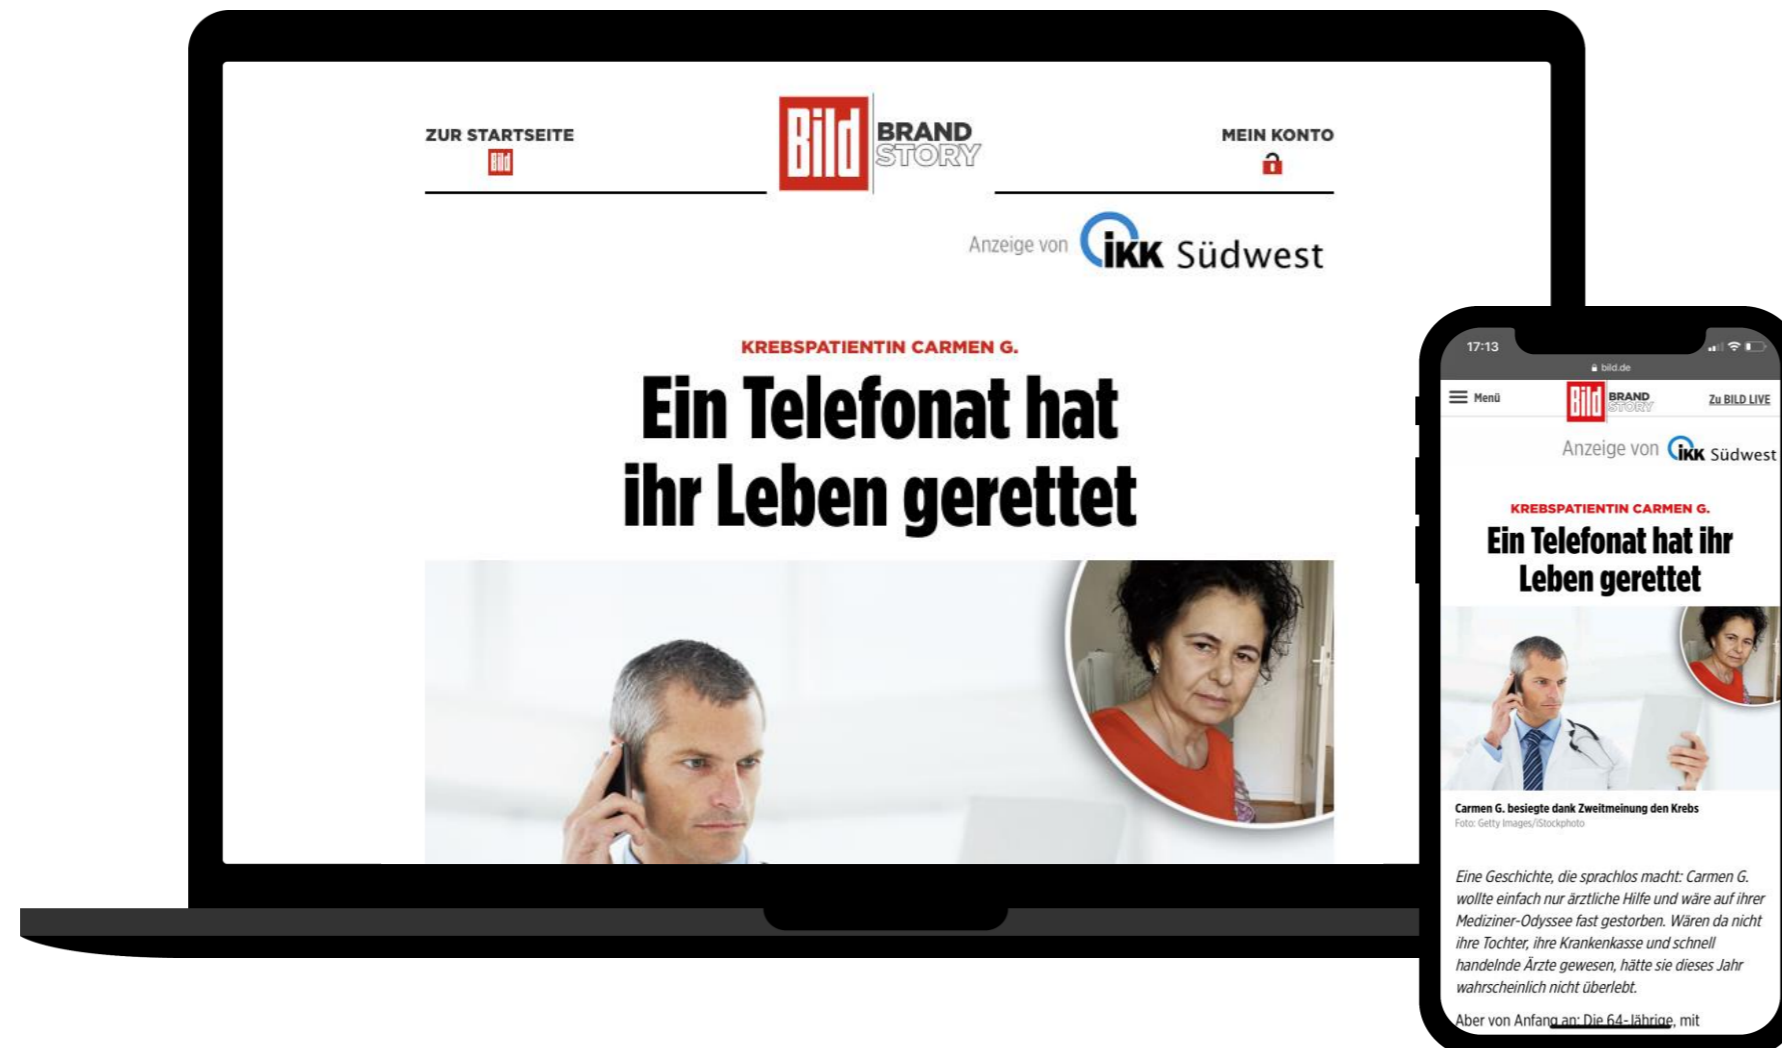 ZUR STARTSEITE
Bild
Bild BRAND
STORY
MEIN KONTO
Anzeige von iKK Südwest
KREBSPATIENTIN CARMEN G.
Ein Telefonat hat
ihr Leben gerettet
17:13
bild.de
Menü
Bild BRAND
STORY
Zu BILD LIVE
Anzeige von iKK Südwest
KREBSPATIENTIN CARMEN G.
Ein Telefonat hat ihr
Leben gerettet
Carmen G. besiegte dank Zweitmeinung den Krebs
Foto: Getty Images/iStockphoto
Eine Geschichte, die sprachlos macht: Carmen G.
wollte einfach nur ärztliche Hilfe und wäre auf ihrer
Mediziner-Odyssee fast gestorben. Wären da nicht
ihre Tochter, ihre Krankenkasse und schnell
handelnde Ärzte gewesen, hätte sie dieses Jahr
wahrscheinlich nicht überlebt.
Aber von Anfang an: Die 64-Jährige, mit